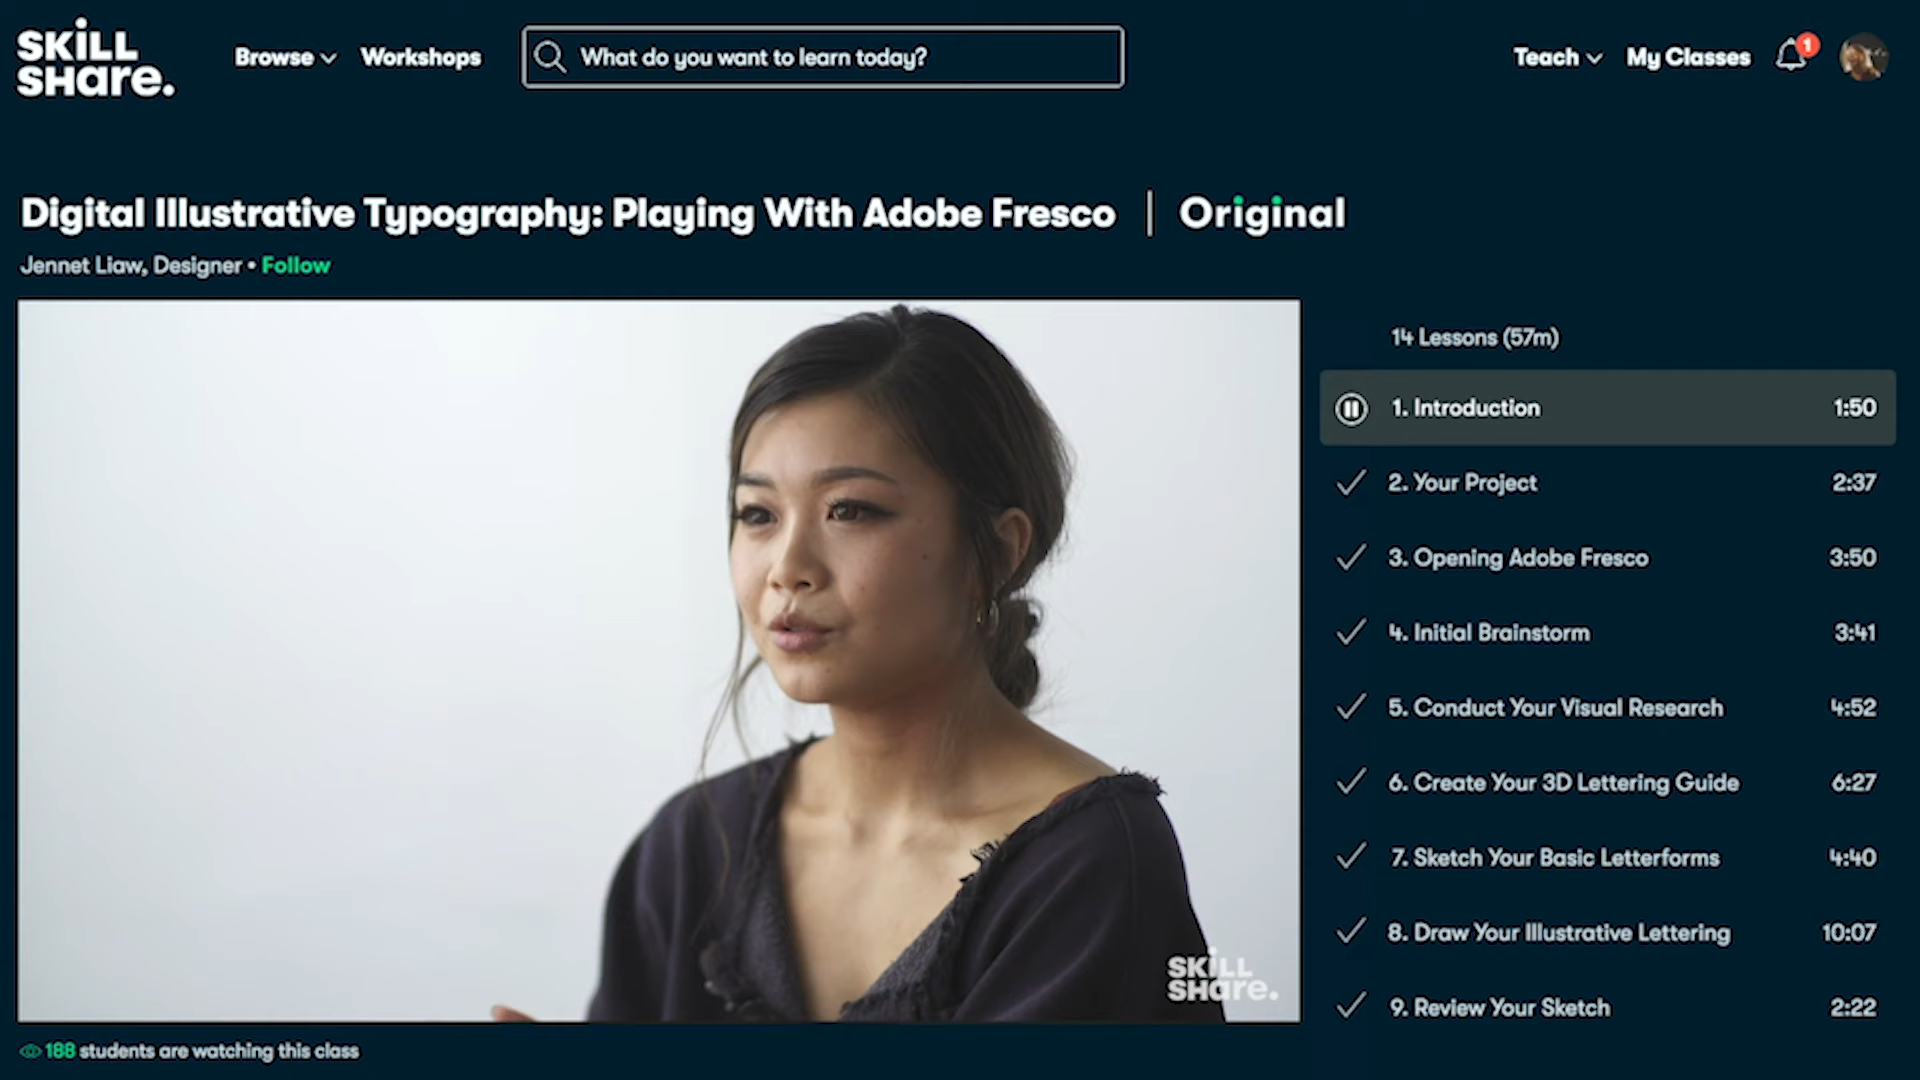 SKILL
SHare.
Browse
Workshops
What do you want to learn today?
Teach
My Classes
1
Digital Illustrative Typography: Playing With Adobe Fresco | Original
Jennet Liaw, Designer • Follow
14 Lessons (57m)
1. Introduction 1:50
2. Your Project 2:37
3. Opening Adobe Fresco 3:50
4. Initial Brainstorm 3:41
5. Conduct Your Visual Research 4:52
6. Create Your 3D Lettering Guide 6:27
7. Sketch Your Basic Letterforms 4:40
8. Draw Your Illustrative Lettering 10:07
9. Review Your Sketch 2:22
SKILL
SHare.
188 students are watching this class